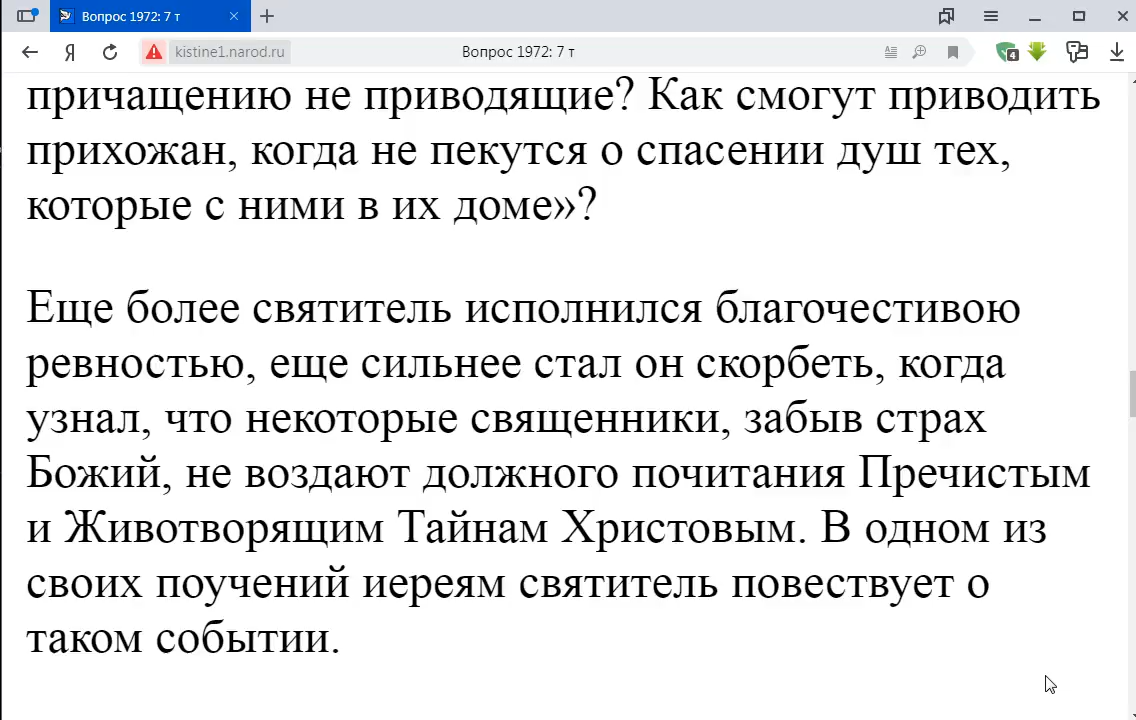 Вопрос 1972: 7 т
kistine1.narod.ru
Вопрос 1972: 7 т
4
причащению не приводящие? Как смогут приводить
прихожан, когда не пекутся о спасении душ тех,
которые с ними в их доме»?
Еще более святитель исполнился благочестивою
ревностью, еще сильнее стал он скорбеть, когда
узнал, что некоторые священники, забыв страх
Божий, не воздают должного почитания Пречистым
и Животворящим Тайнам Христовым. В одном из
своих поучений иереям святитель повествует о
таком событии.